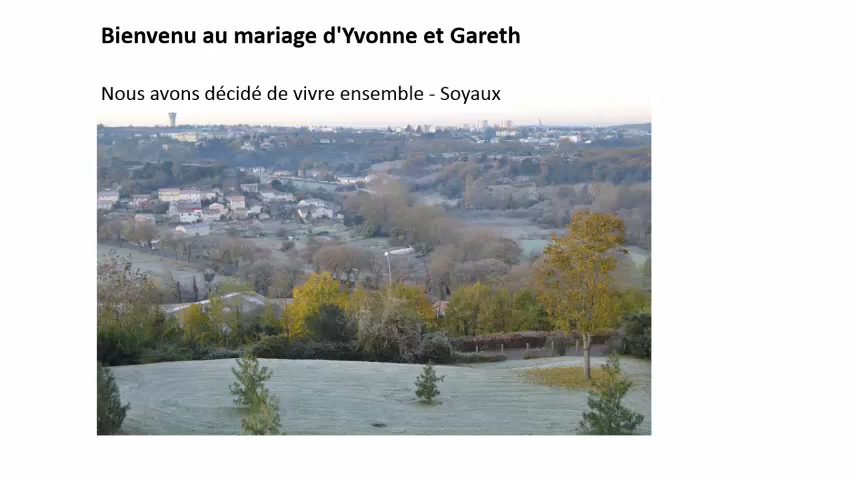 Bienvenu au mariage d'Yvonne et Gareth
Nous avons décidé de vivre ensemble - Soyaux